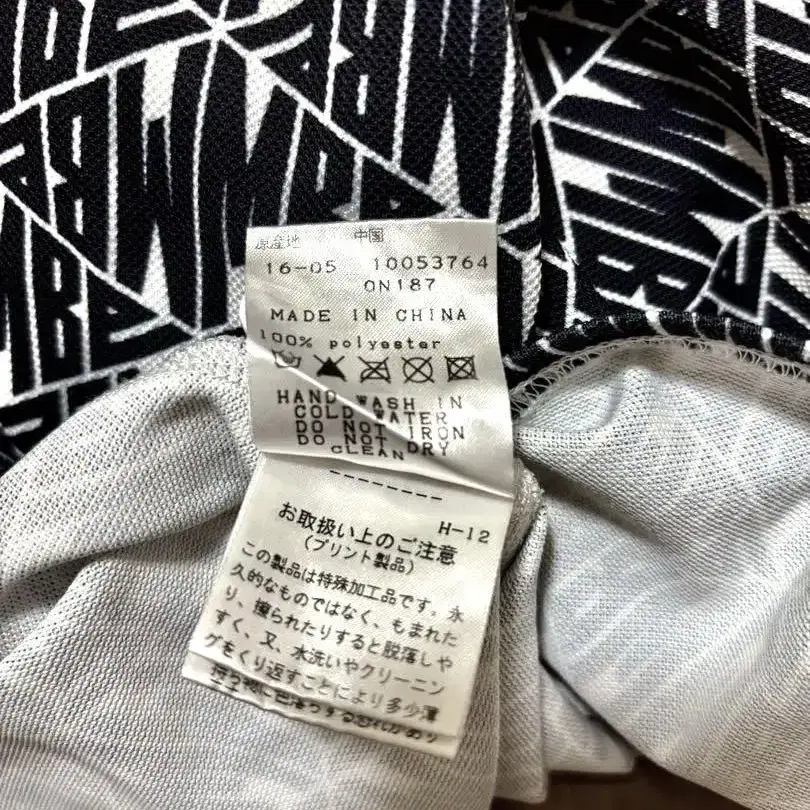 原産地 中国
16-05 10053764
0N187
MADE IN CHINA
100% polyester
HAND WASH IN
COLD WATER
DO NOT IRON
DO NOT DRY
CLEAN
--------
H-12
お取扱い上のご注意
(プリント製品)
この製品は特殊加工品です。永
久的なものではなく、もまれた
り、擦られたりすると脱落しや
すく、又、水洗いやクリーニン
グをくり返すことにより多少薄